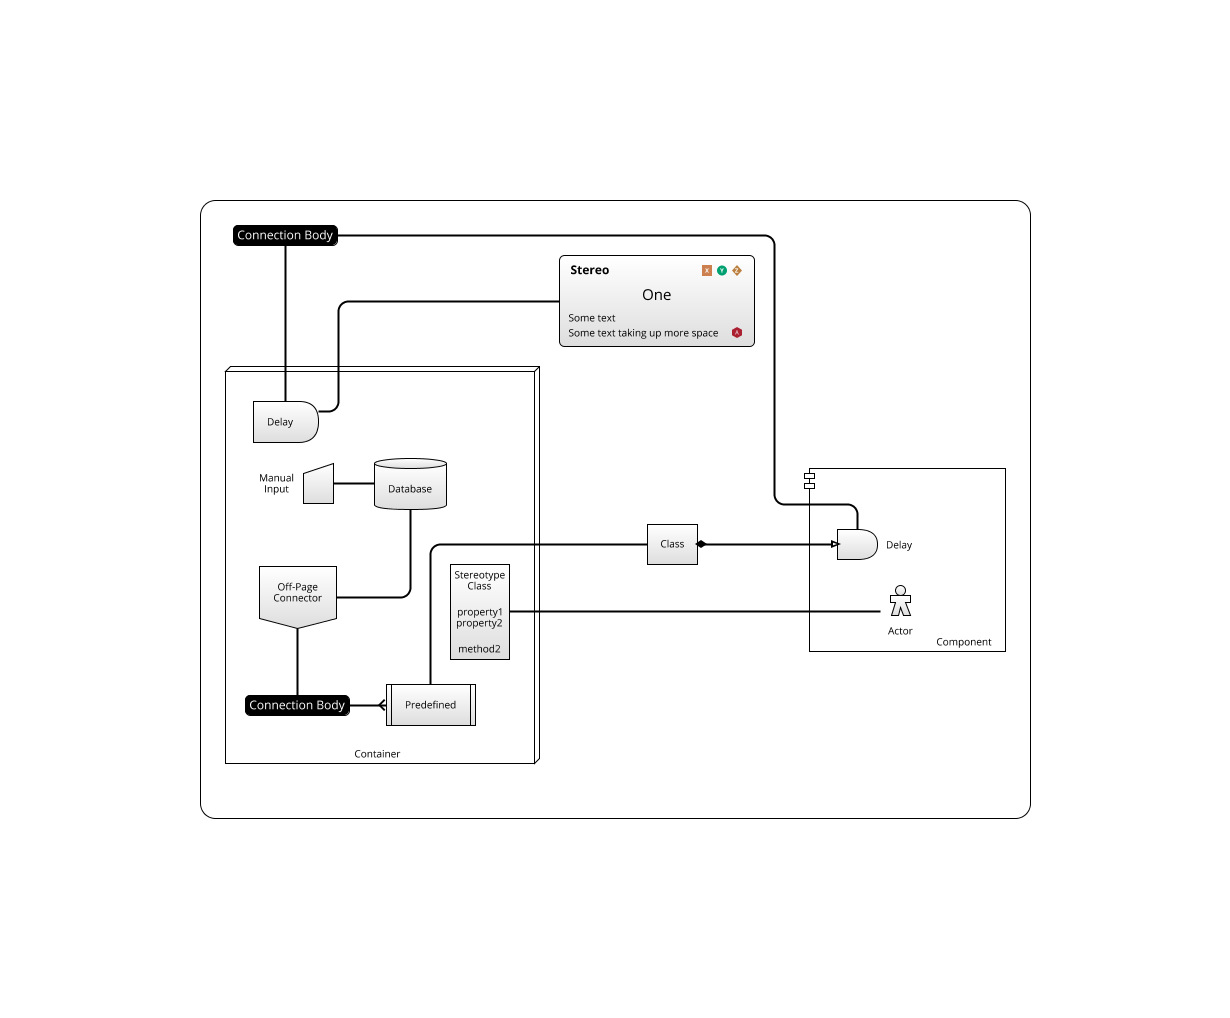 Connection Body
Stereo
X
Y
Z
One
Some text
Some text taking up more space
A
Delay
Manual
Input
Database
Class
Delay
Stereotype
Class
property1
property2
method2
Off-Page
Connector
Actor
Component
Connection Body
Predefined
Container